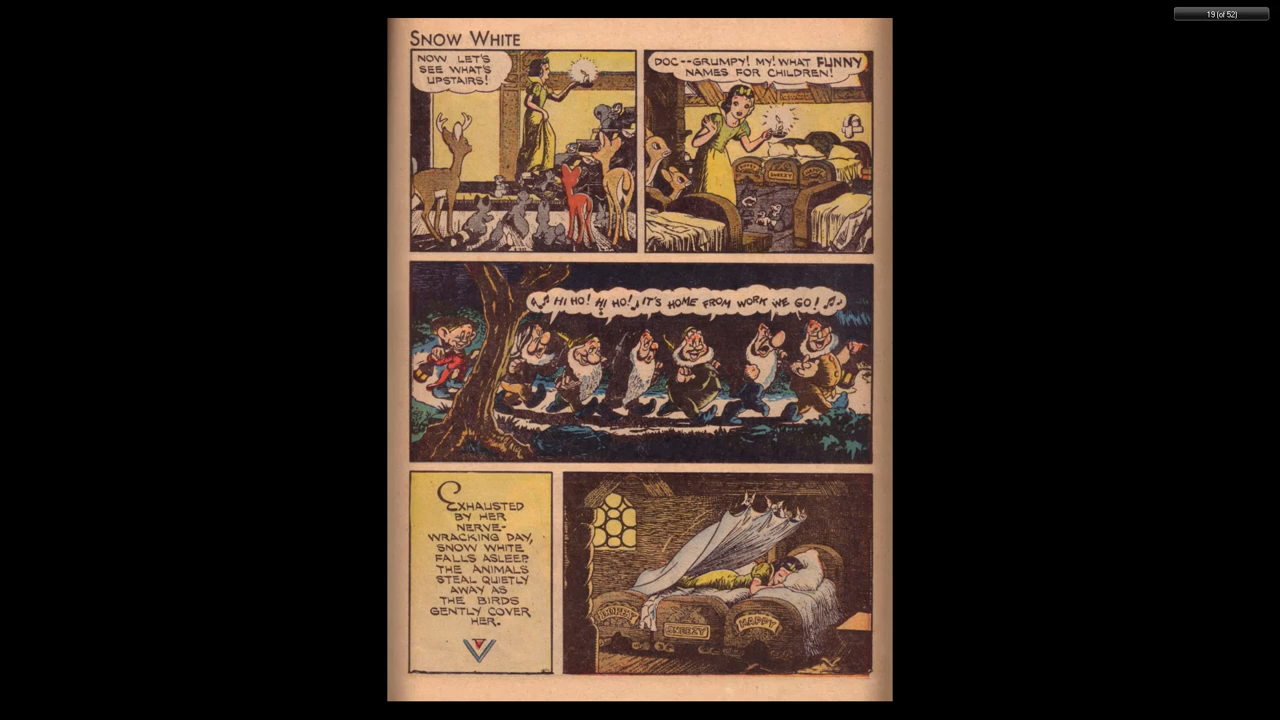 19 (of 52)
SNOW WHITE
NOW LET'S
SEE WHAT'S
UPSTAIRS!
DOC--GRUMPY! MY! WHAT FUNNY
NAMES FOR CHILDREN!
HI HO! HI HO! IT'S HOME FROM WORK WE GO!
EXHAUSTED
BY HER
NERVE-
WRACKING DAY,
SNOW WHITE
FALLS ASLEEP.
THE ANIMALS
STEAL QUIETLY
AWAY AS
THE BIRDS
GENTLY COVER
HER.
SNEEZY
HAPPY